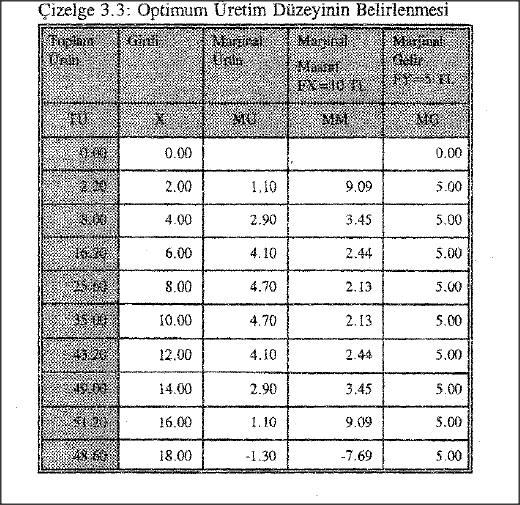 Çizelge 3.3: Optimum Üretim Düzeyinin Belirlenmesi
Toplam Ürün Girdi Marjinal Ürün Marjinal Masraf FX=10 TL Marjinal Gelir FY=5 TL
TÜ X MÜ MM MG
0.00 0.00 0.00
2.20 2.00 1.10 9.09 5.00
8.00 4.00 2.90 3.45 5.00
16.20 6.00 4.10 2.44 5.00
25.60 8.00 4.70 2.13 5.00
35.00 10.00 4.70 2.13 5.00
43.20 12.00 4.10 2.44 5.00
49.00 14.00 2.90 3.45 5.00
51.20 16.00 1.10 9.09 5.00
48.60 18.00 -1.30 -7.69 5.00